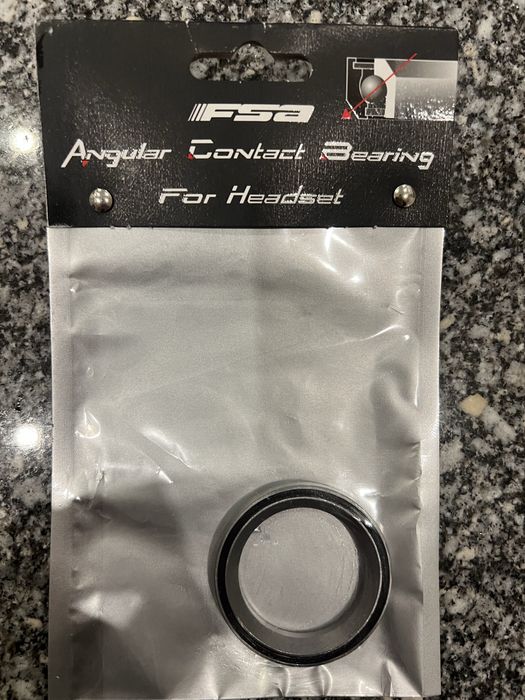 FSA
Angular Contact Bearing
For Headset